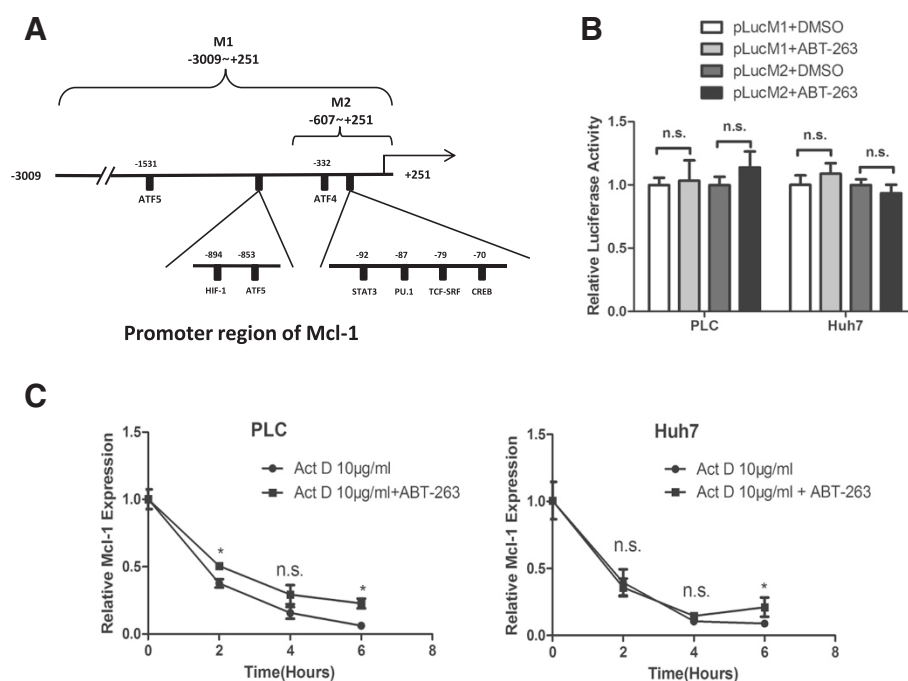 A
M1
-3009~+251
M2
-607~+251
-3009
-1531
-332
+251
ATF5
ATF4
-894
-853
HIF-1
ATF5
-92
-87
-79
-70
STAT3
PU.1
TCF-SRF
CREB
Promoter region of Mcl-1
B
pLucM1+DMSO
pLucM1+ABT-263
pLucM2+DMSO
pLucM2+ABT-263
Relative Luciferase Activity
1.5
1.0
0.5
0.0
n.s.
n.s.
n.s.
n.s.
PLC
Huh7
C
PLC
Act D 10µg/ml
Act D 10µg/ml+ABT-263
Relative Mcl-1 Expression
1.5
1.0
0.5
0.0
*
n.s.
*
0
2
4
6
8
Time(Hours)
Huh7
Act D 10µg/ml
Act D 10µg/ml + ABT-263
Relative Mcl-1 Expression
1.5
1.0
0.5
0.0
n.s.
n.s.
*
0
2
4
6
8
Time(Hours)